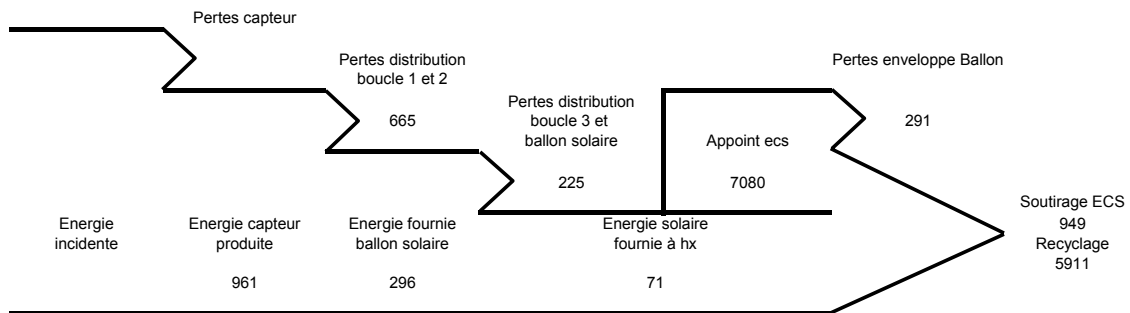 Pertes capteur
Pertes distribution
boucle 1 et 2
665
Pertes distribution
boucle 3 et
ballon solaire
225
Appoint ecs
7080
Pertes enveloppe Ballon
291
Energie
incidente
Energie capteur
produite
961
Energie fournie
ballon solaire
296
Energie solaire
fournie à hx
71
Soutirage ECS
949
Recyclage
5911